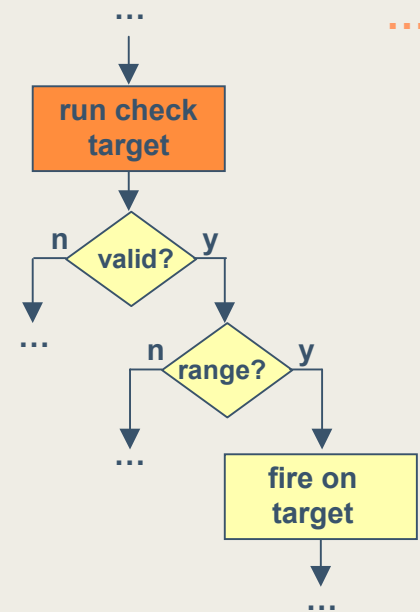 ...
...
run check
target
n
y
valid?
...
n
y
range?
...
fire on
target
...